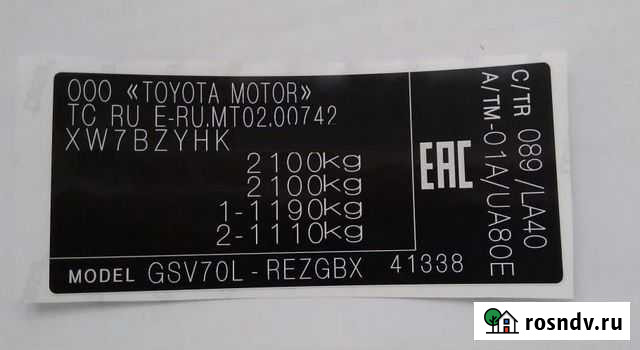 ООО «TOYOTA MOTOR»
TC RU E-RU.MT02.00742
XW7BZYHK
2100kg
2100kg
1-1190kg
2-1110kg
MODEL GSV70L-REZGBX 41338
EAC
C/TR 089 /LA40
A/TM-01A/UA80E
rosndv.ru